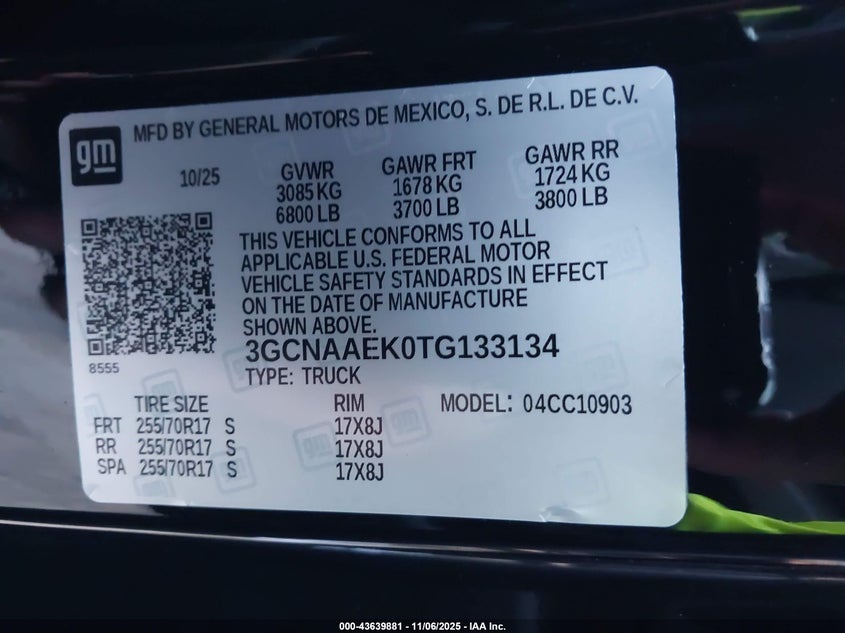 gm
MFD BY GENERAL MOTORS DE MEXICO, S. DE R.L. DE C.V.
10/25 GVWR GAWR FRT GAWR RR
3085 KG 1678 KG 1724 KG
6800 LB 3700 LB 3800 LB
THIS VEHICLE CONFORMS TO ALL
APPLICABLE U.S. FEDERAL MOTOR
VEHICLE SAFETY STANDARDS IN EFFECT
ON THE DATE OF MANUFACTURE
SHOWN ABOVE.
3GCNAAEK0TG133134
8555
TYPE: TRUCK
TIRE SIZE RIM MODEL: 04CC10903
FRT 255/70R17 S 17X8J
RR 255/70R17 S 17X8J
SPA 255/70R17 S 17X8J
000-43639881 - 11/06/2025 - IAA Inc.